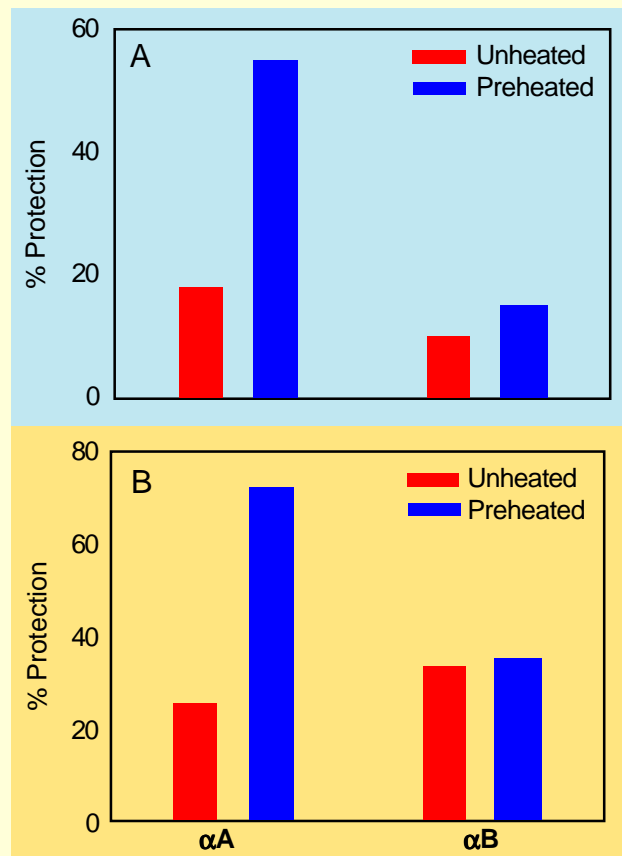 60
A
Unheated
Preheated
40
% Protection
20
0
80
B
Unheated
Preheated
60
% Protection
40
20
0
αA αB